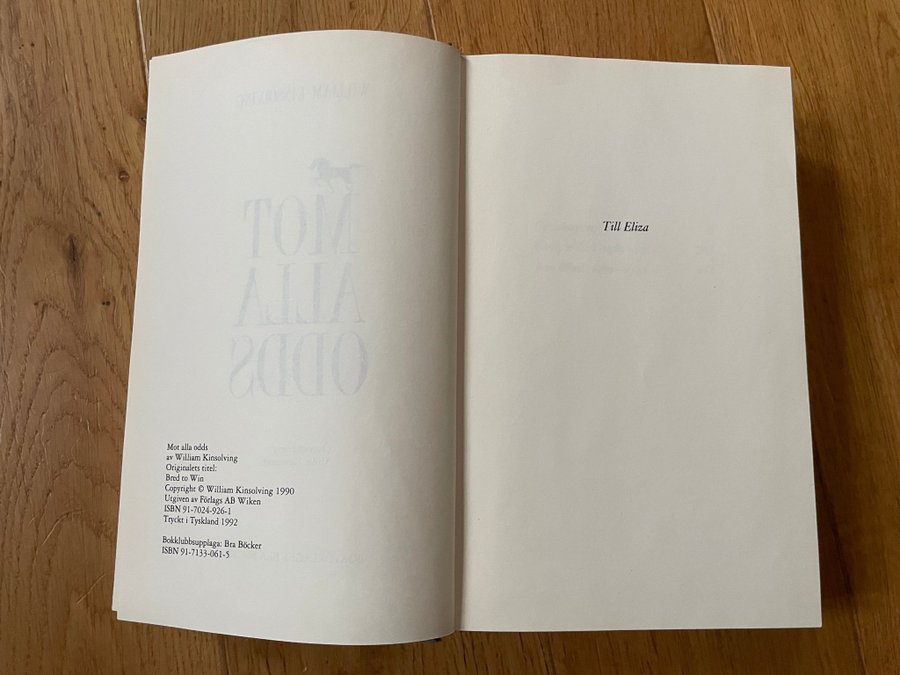 Mot alla odds
av William Kinsolving
Originalets titel:
Bred to Win
Copyright © William Kinsolving 1990
Utgiven av Förlags AB Wiken
ISBN 91-7024-926-1
Tryckt i Tyskland 1992
Bokklubbsupplaga: Bra Böcker
ISBN 91-7133-061-5
Till Eliza